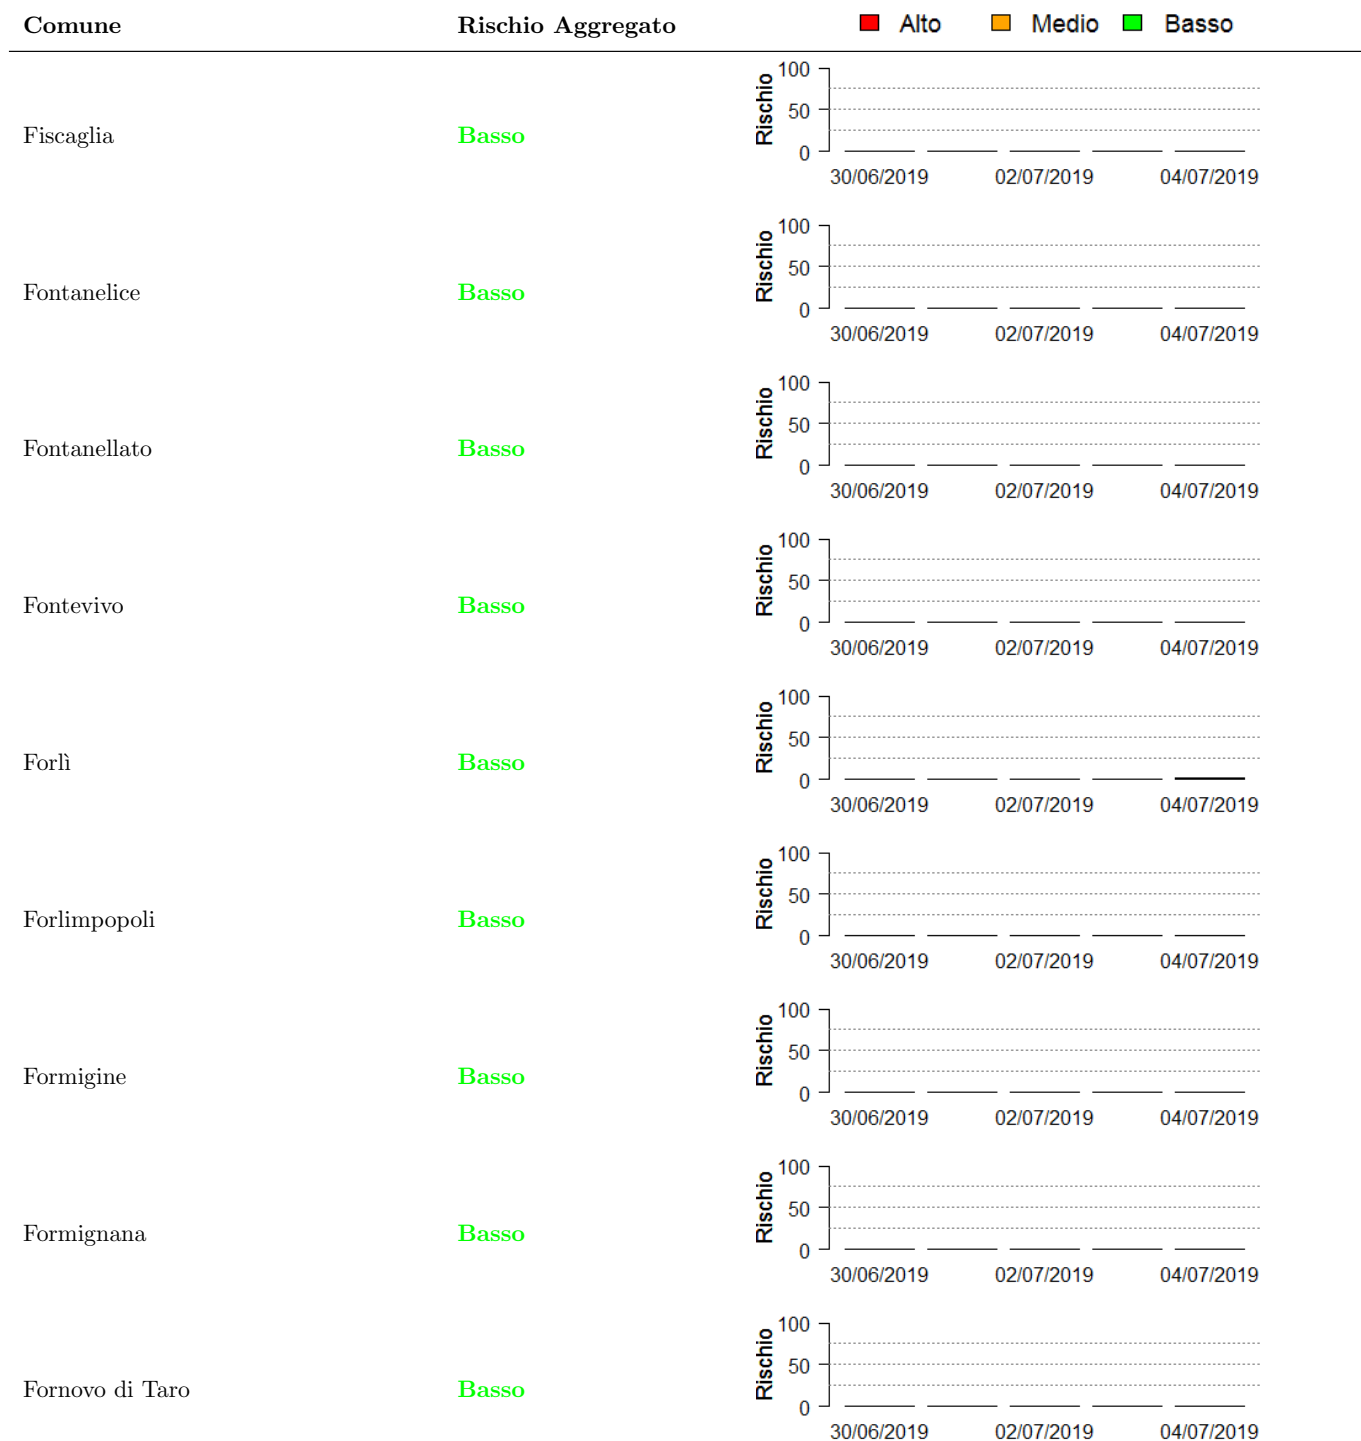 Comune Rischio Aggregato Alto Medio Basso
Fiscaglia Basso Rischio 100 50 0
30/06/2019 02/07/2019 04/07/2019
Fontanelice Basso Rischio 100 50 0
30/06/2019 02/07/2019 04/07/2019
Fontanellato Basso Rischio 100 50 0
30/06/2019 02/07/2019 04/07/2019
Fontevivo Basso Rischio 100 50 0
30/06/2019 02/07/2019 04/07/2019
Forlì Basso Rischio 100 50 0
30/06/2019 02/07/2019 04/07/2019
Forlimpopoli Basso Rischio 100 50 0
30/06/2019 02/07/2019 04/07/2019
Formigine Basso Rischio 100 50 0
30/06/2019 02/07/2019 04/07/2019
Formignana Basso Rischio 100 50 0
30/06/2019 02/07/2019 04/07/2019
Fornovo di Taro Basso Rischio 100 50 0
30/06/2019 02/07/2019 04/07/2019